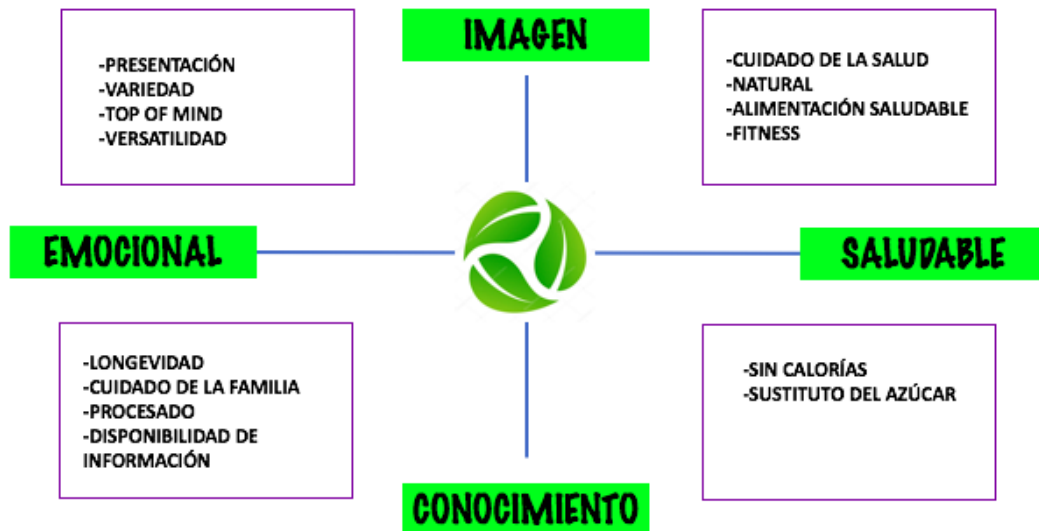 IMAGEN
-PRESENTACIÓN
-VARIEDAD
-TOP OF MIND
-VERSATILIDAD
-CUIDADO DE LA SALUD
-NATURAL
-ALIMENTACIÓN SALUDABLE
-FITNESS
EMOCIONAL
SALUDABLE
-LONGEVIDAD
-CUIDADO DE LA FAMILIA
-PROCESADO
-DISPONIBILIDAD DE
INFORMACIÓN
-SIN CALORÍAS
-SUSTITUTO DEL AZÚCAR
CONOCIMIENTO